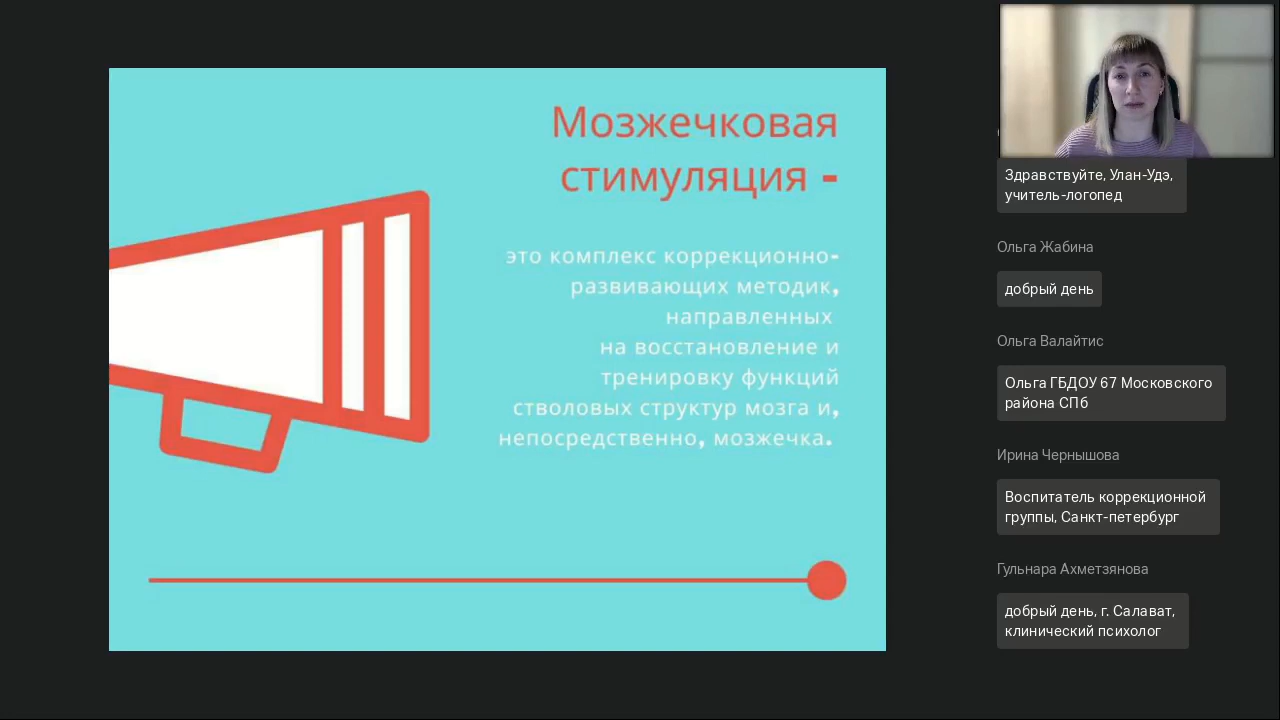 Мозжечковая
стимуляция -
это комплекс коррекционно-
развивающих методик,
направленных
на восстановление и
тренировку функций
стволовых структур мозга и,
непосредственно, мозжечка.
Здравствуйте, Улан-Удэ,
учитель-логопед
Ольга Жабина
добрый день
Ольга Валайтис
Ольга ГБДОУ 67 Московского
района СПб
Ирина Чернышова
Воспитатель коррекционной
группы, Санкт-петербург
Гульнара Ахметзянова
добрый день, г. Салават,
клинический психолог